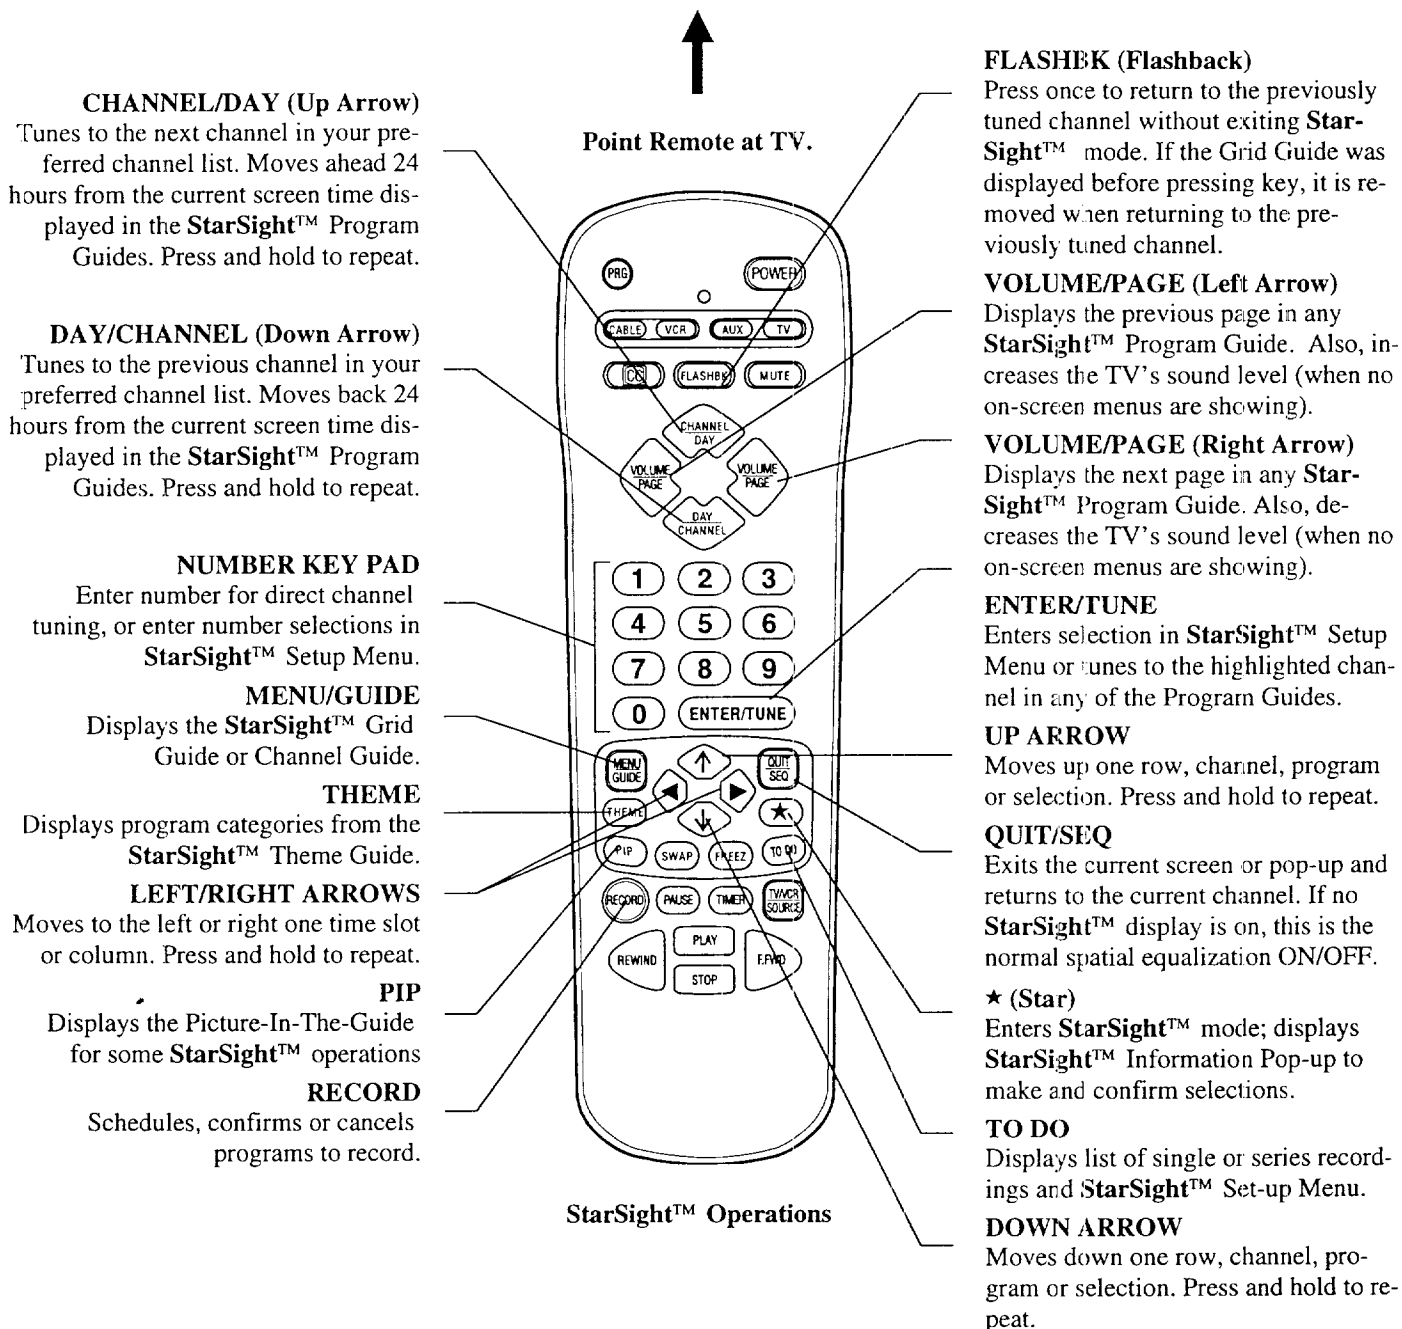 CHANNEL/DAY (Up Arrow)
Tunes to the next channel in your pre-
ferred channel list. Moves ahead 24
hours from the current screen time dis-
played in the StarSight™ Program
Guides. Press and hold to repeat.
DAY/CHANNEL (Down Arrow)
Tunes to the previous channel in your
preferred channel list. Moves back 24
hours from the current screen time dis-
played in the StarSight™ Program
Guides. Press and hold to repeat.
NUMBER KEY PAD
Enter number for direct channel
tuning, or enter number selections in
StarSight™ Setup Menu.
MENU/GUIDE
Displays the StarSight™ Grid
Guide or Channel Guide.
THEME
Displays program categories from the
StarSight™ Theme Guide.
LEFT/RIGHT ARROWS
Moves to the left or right one time slot
or column. Press and hold to repeat.
PIP
Displays the Picture-In-The-Guide
for some StarSight™ operations
RECORD
Schedules, confirms or cancels
programs to record.
Point Remote at TV.
PRG
POWER
CABLE VCR AUX TV
CC FLASHBK MUTE
CHANNEL
DAY
VOLUME
PAGE
VOLUME
PAGE
DAY
CHANNEL
1 2 3
4 5 6
7 8 9
0 ENTER/TUNE
MENU
GUIDE
↑
QUIT
SEQ
◀ ▶
THEME
↓
★
PIP SWAP FREEZ TO DO
RECORD PAUSE TIMER TV/VCR
SOURCE
REWIND PLAY F.FWD
STOP
StarSight™ Operations
FLASHBK (Flashback)
Press once to return to the previously
tuned channel without exiting Star-
Sight™ mode. If the Grid Guide was
displayed before pressing key, it is re-
moved when returning to the pre-
viously tuned channel.
VOLUME/PAGE (Left Arrow)
Displays the previous page in any
StarSight™ Program Guide. Also, in-
creases the TV's sound level (when no
on-screen menus are showing).
VOLUME/PAGE (Right Arrow)
Displays the next page in any Star-
Sight™ Program Guide. Also, de-
creases the TV's sound level (when no
on-screen menus are showing).
ENTER/TUNE
Enters selection in StarSight™ Setup
Menu or tunes to the highlighted chan-
nel in any of the Program Guides.
UP ARROW
Moves up one row, channel, program
or selection. Press and hold to repeat.
QUIT/SEQ
Exits the current screen or pop-up and
returns to the current channel. If no
StarSight™ display is on, this is the
normal spatial equalization ON/OFF.
★ (Star)
Enters StarSight™ mode; displays
StarSight™ Information Pop-up to
make and confirm selections.
TO DO
Displays list of single or series record-
ings and StarSight™ Set-up Menu.
DOWN ARROW
Moves down one row, channel, pro-
gram or selection. Press and hold to re-
peat.